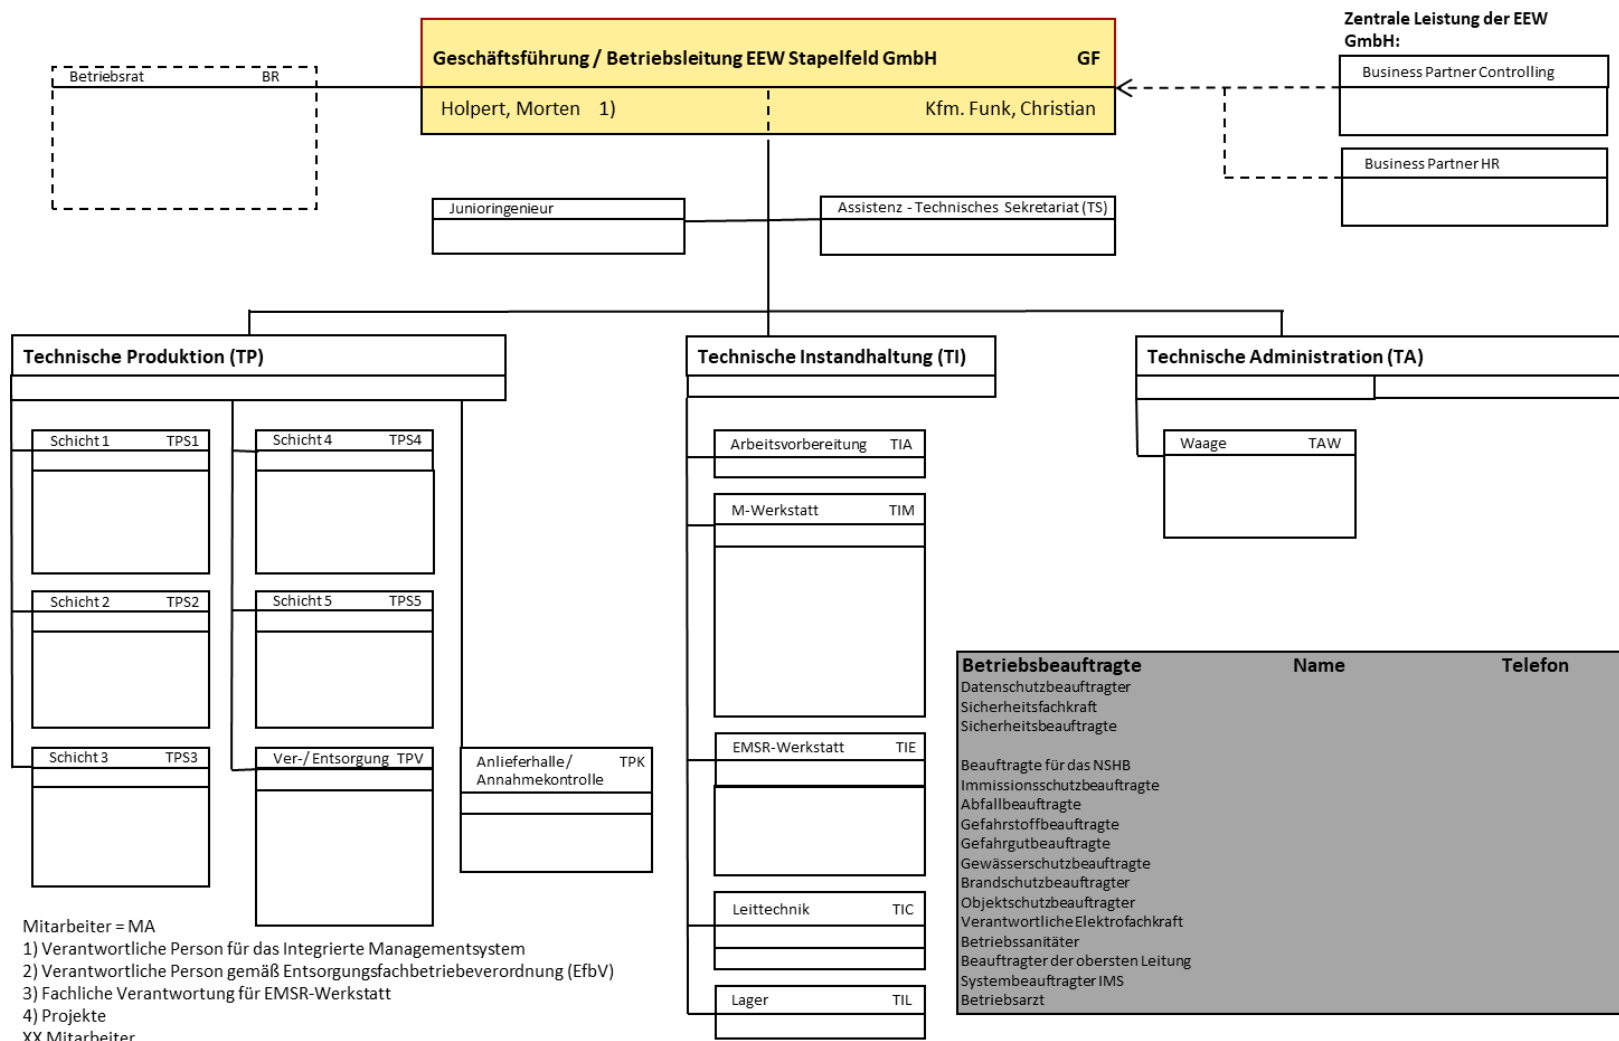 Zentrale Leistung der EEW
GmbH:
Geschäftsführung / Betriebsleitung EEW Stapelfeld GmbH GF
Holpert, Morten 1) Kfm. Funk, Christian
Betriebsrat BR
Business Partner Controlling
Business Partner HR
Junioringenieur
Assistenz - Technisches Sekretariat (TS)
Technische Produktion (TP)
Technische Instandhaltung (TI)
Technische Administration (TA)
Schicht 1 TPS1
Schicht 4 TPS4
Schicht 2 TPS2
Schicht 5 TPS5
Schicht 3 TPS3
Ver-/ Entsorgung TPV
Anlieferhalle/ TPK
Annahmekontrolle
Arbeitsvorbereitung TIA
M-Werkstatt TIM
EMSR-Werkstatt TIE
Leittechnik TIC
Lager TIL
Waage TAW
Betriebsbeauftragte Name Telefon
Datenschutzbeauftragter
Sicherheitsfachkraft
Sicherheitsbeauftragte
Beauftragte für das NSHB
Immissionsschutzbeauftragte
Abfallbeauftragte
Gefahrstoffbeauftragte
Gefahrgutbeauftragte
Gewässerschutzbeauftragte
Brandschutzbeauftragter
Objektschutzbeauftragter
Verantwortliche Elektrofachkraft
Betriebssanitäter
Beauftragter der obersten Leitung
Systembeauftragter IMS
Betriebsarzt
Mitarbeiter = MA
1) Verantwortliche Person für das Integrierte Managementsystem
2) Verantwortliche Person gemäß Entsorgungsfachbetriebeverordnung (EfbV)
3) Fachliche Verantwortung für EMSR-Werkstatt
4) Projekte
XX Mitarbeiter